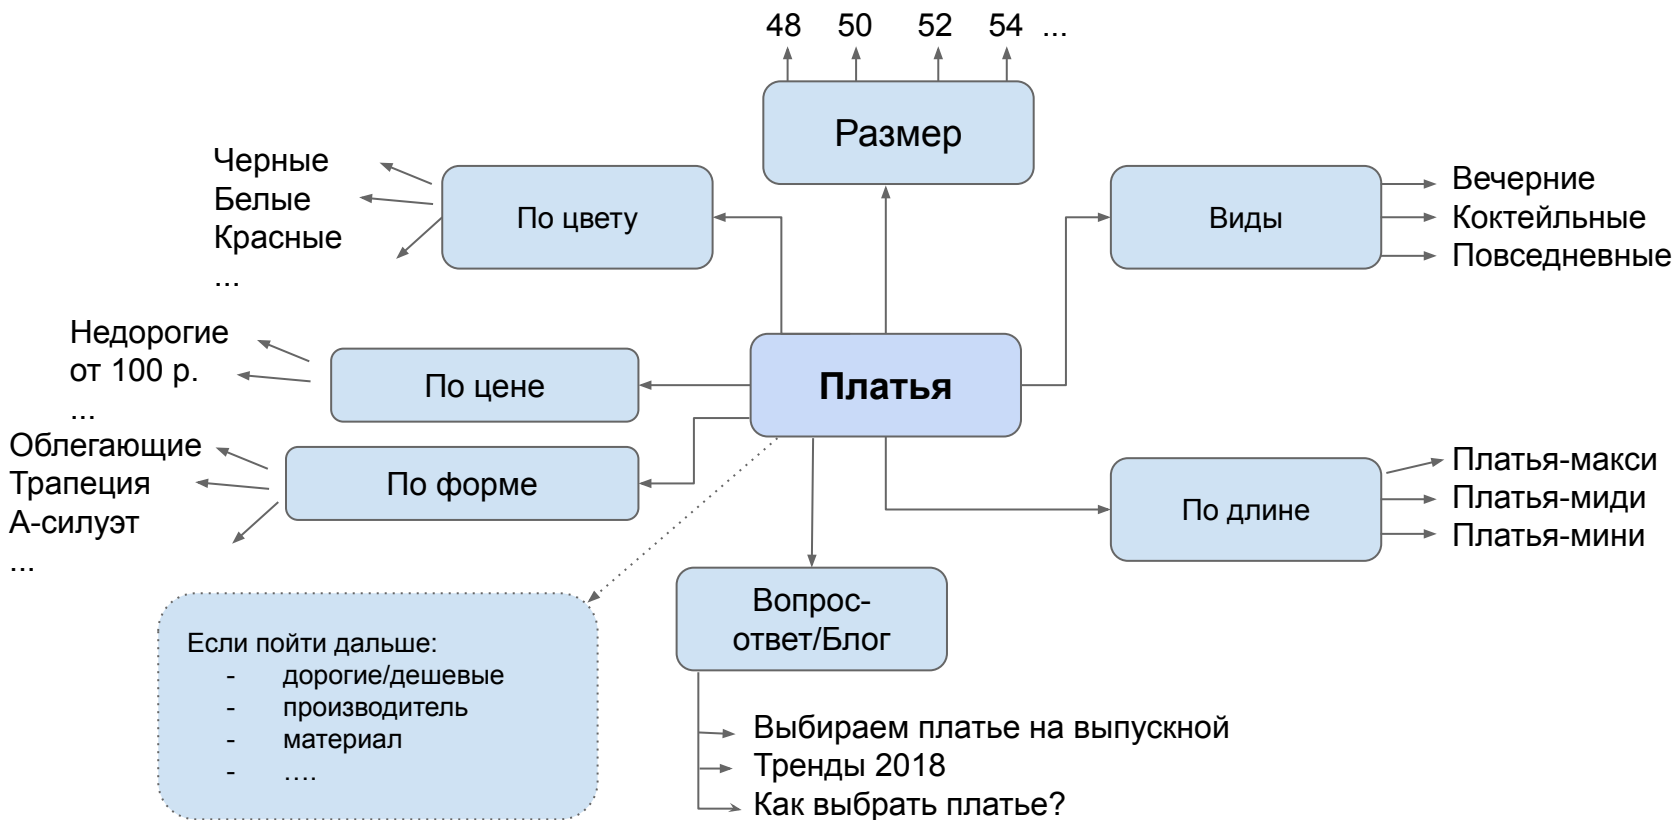 48 50 52 54 ...
Размер
Черные
Белые
Красные
...
По цвету
Виды
Вечерние
Коктейльные
Повседневные
Недорогие
от 100 р.
...
По цене
Платья
Облегающие
Трапеция
А-силуэт
...
По форме
По длине
Платья-макси
Платья-миди
Платья-мини
Если пойти дальше:
- дорогие/дешевые
- производитель
- материал
- ….
Вопрос-
ответ/Блог
Выбираем платье на выпускной
Тренды 2018
Как выбрать платье?